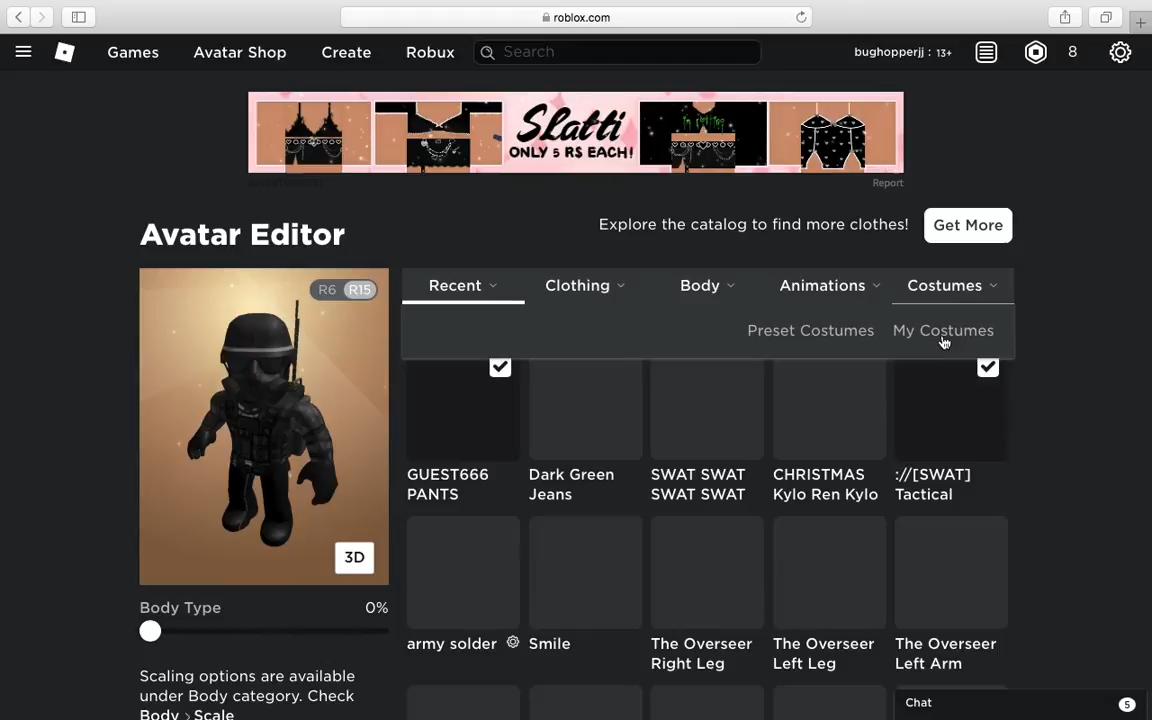 roblox.com
Games
Avatar Shop
Create
Robux
Search
bughopperjj : 13+
8
Slatti
ONLY 5 R$ EACH!
Report
Avatar Editor
Explore the catalog to find more clothes!
Get More
R6 R15
Recent
Clothing
Body
Animations
Costumes
Preset Costumes
My Costumes
3D
GUEST666
PANTS
Dark Green
Jeans
SWAT SWAT
SWAT SWAT
CHRISTMAS
Kylo Ren Kylo
://[SWAT]
Tactical
army solder
Smile
The Overseer
Right Leg
The Overseer
Left Leg
The Overseer
Left Arm
Body Type
0%
Scaling options are available
under Body category. Check
Body > Scale
Chat
5